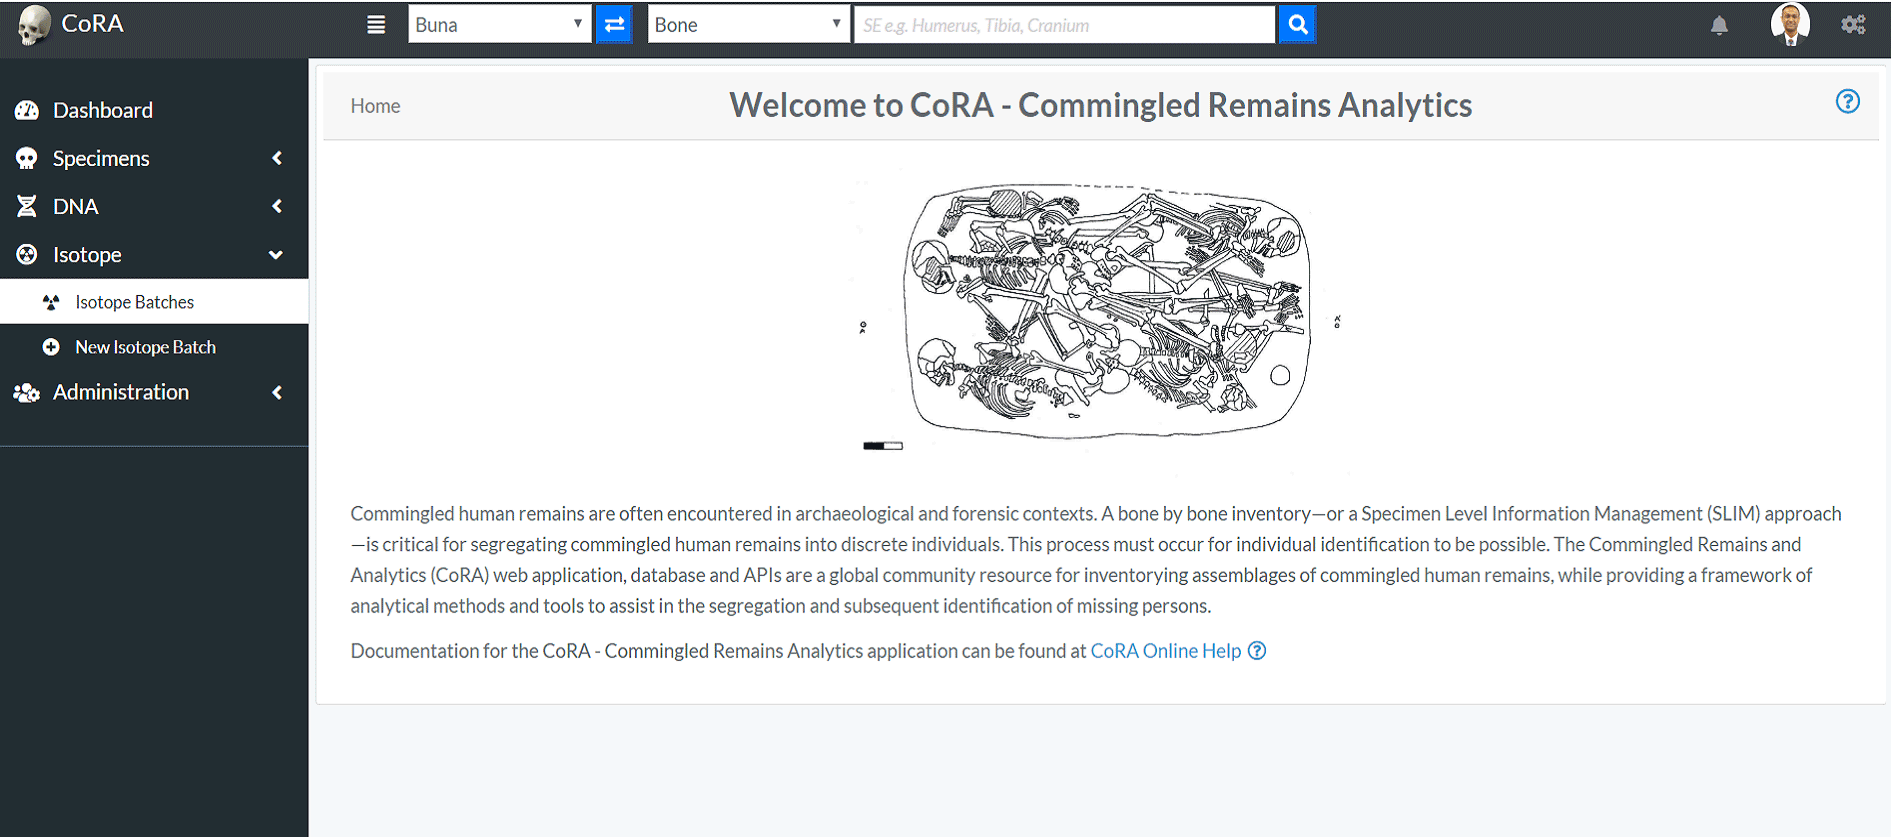 CoRA
Buna
Bone
SE e.g. Humerus, Tibia, Cranium
Dashboard
Specimens
DNA
Isotope
Isotope Batches
New Isotope Batch
Administration
Home
Welcome to CoRA - Commingled Remains Analytics
Commingled human remains are often encountered in archaeological and forensic contexts. A bone by bone inventory—or a Specimen Level Information Management (SLIM) approach
—is critical for segregating commingled human remains into discrete individuals. This process must occur for individual identification to be possible. The Commingled Remains and
Analytics (CoRA) web application, database and APIs are a global community resource for inventorying assemblages of commingled human remains, while providing a framework of
analytical methods and tools to assist in the segregation and subsequent identification of missing persons.
Documentation for the CoRA - Commingled Remains Analytics application can be found at CoRA Online Help